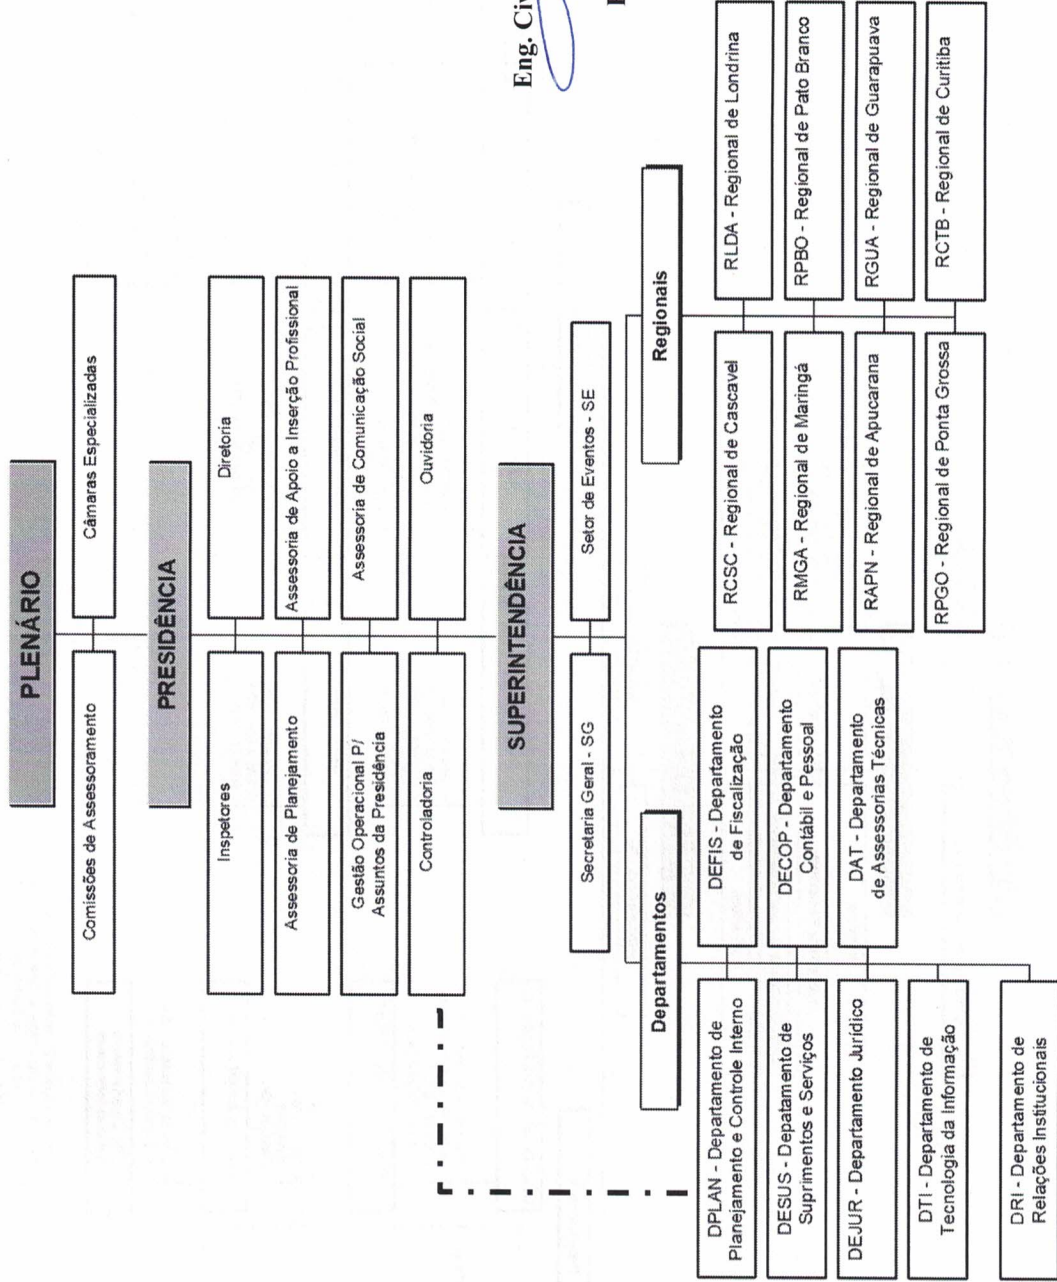 PLENÁRIO
Comissões de Assessoramento
Câmaras Especializadas
PRESIDÊNCIA
Inspetores
Diretoria
Assessoria de Planejamento
Assessoria de Apoio a Inserção Profissional
Gestão Operacional P/
Assuntos da Presidência
Assessoria de Comunicação Social
Controladoria
Ouvidoria
SUPERINTENDÊNCIA
Secretaria Geral - SG
Setor de Eventos - SE
Departamentos
DPLAN - Departamento de
Planejamento e Controle Interno
DEFIS - Departamento
de Fiscalização
DESUS - Depatamento de
Suprimentos e Serviços
DECOP - Departamento
Contábil e Pessoal
DEJUR - Departamento Jurídico
DAT - Departamento
de Assessorias Técnicas
DTI - Departamento de
Tecnologia da Informação
DRI - Departamento de
Relações Institucionais
Regionais
RCSC - Regional de Cascavel
RLDA - Regional de Londrina
RMGA - Regional de Maringá
RPBO - Regional de Pato Branco
RAPN - Regional de Apucarana
RGUA - Regional de Guarapuava
RPGO - Regional de Ponta Grossa
RCTB - Regional de Curitiba
Eng. Civ